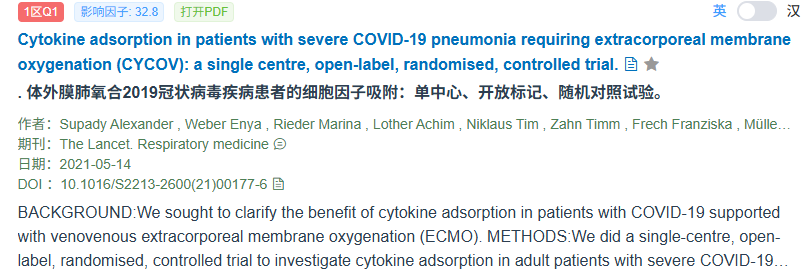 1区Q1 影响因子: 32.8 打开PDF 英 汉
Cytokine adsorption in patients with severe COVID-19 pneumonia requiring extracorporeal membrane
oxygenation (CYCOV): a single centre, open-label, randomised, controlled trial.
. 体外膜肺氧合2019冠状病毒疾病患者的细胞因子吸附：单中心、开放标记、随机对照试验。
作者：Supady Alexander , Weber Enya , Rieder Marina , Lother Achim , Niklaus Tim , Zahn Timm , Frech Franziska , Mülle...
期刊：The Lancet. Respiratory medicine
日期：2021-05-14
DOI ：10.1016/S2213-2600(21)00177-6
BACKGROUND:We sought to clarify the benefit of cytokine adsorption in patients with COVID-19 supported
with venovenous extracorporeal membrane oxygenation (ECMO). METHODS:We did a single-centre, open-
label, randomised, controlled trial to investigate cytokine adsorption in adult patients with severe COVID-19...